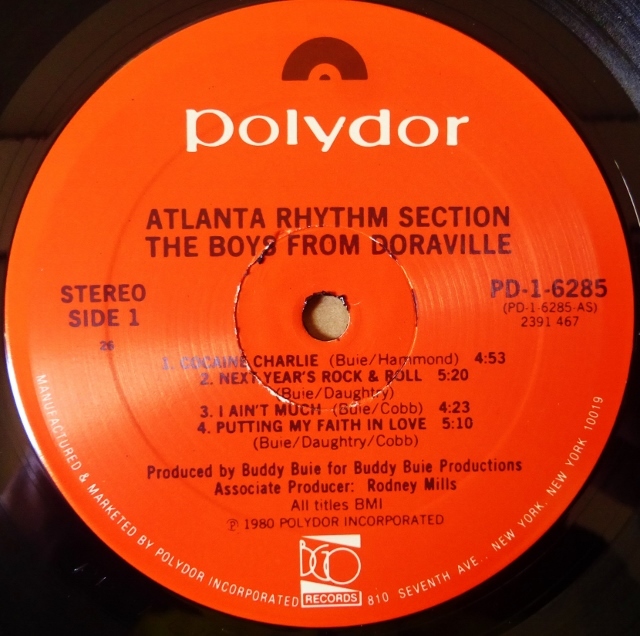 polydor
ATLANTA RHYTHM SECTION
THE BOYS FROM DORAVILLE
STEREO
SIDE 1
26
PD-1-6285
(PD-1-6285-AS)
2391 467
1. COCAINE CHARLIE (Buie/Hammond) 4:53
2. NEXT YEAR'S ROCK & ROLL 5:20
(Buie/Daughtry)
3. I AIN'T MUCH (Buie/Cobb) 4:23
4. PUTTING MY FAITH IN LOVE 5:10
(Buie/Daughtry/Cobb)
Produced by Buddy Buie for Buddy Buie Productions
Associate Producer: Rodney Mills
All titles BMI
℗ 1980 POLYDOR INCORPORATED
RECORDS
MANUFACTURED & MARKETED BY POLYDOR INCORPORATED 810 SEVENTH AVE., NEW YORK, NEW YORK 10019